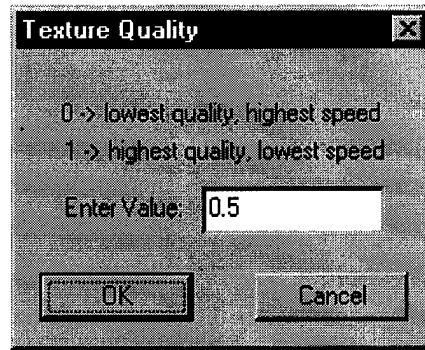 Texture Quality
0 -> lowest quality, highest speed
1 -> highest quality, lowest speed
Enter Value: 0.5
OK Cancel